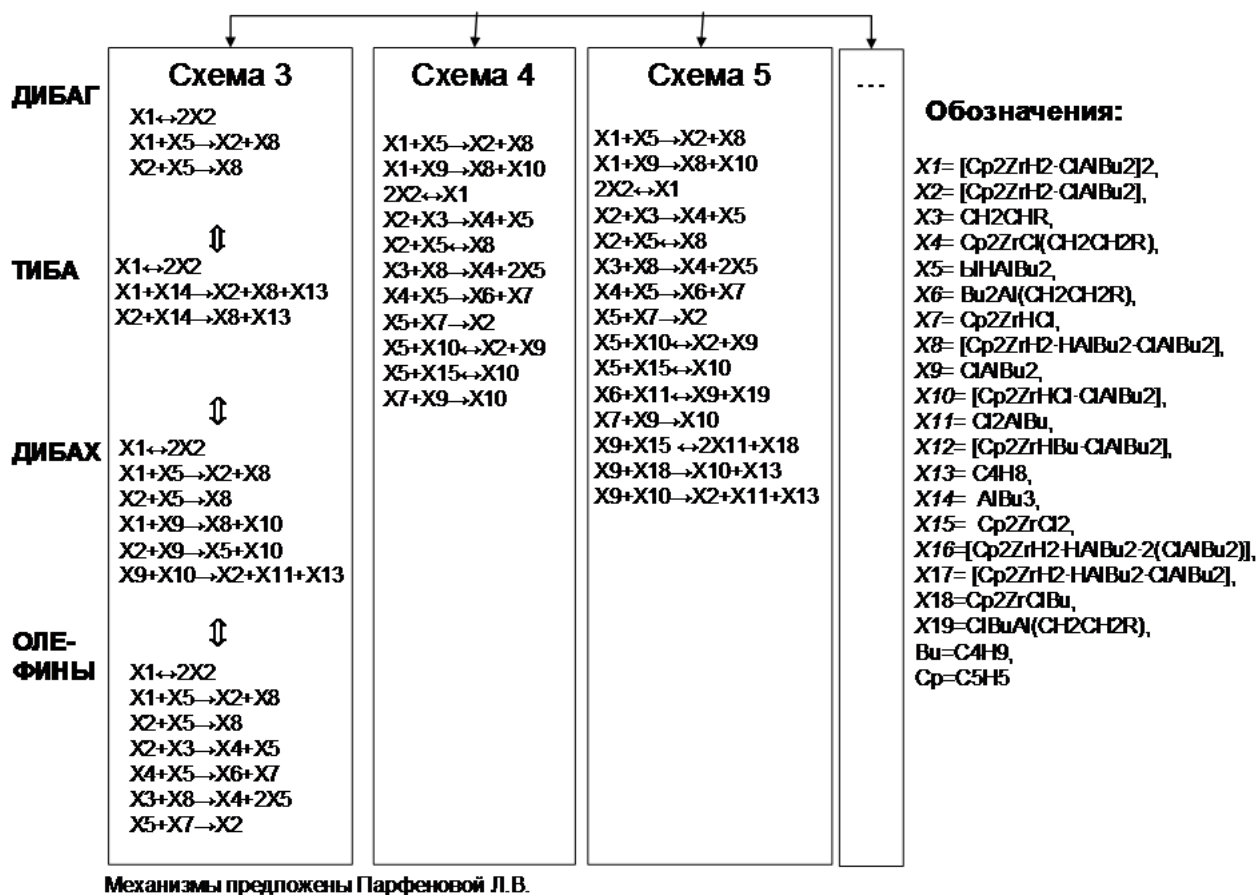 Схема 3
ДИБАГ
X1↔2X2
X1+X5→X2+X8
X2+X5→X8
⇕
ТИБА
X1↔2X2
X1+X14→X2+X8+X13
X2+X14→X8+X13
⇕
ДИБАХ
X1↔2X2
X1+X5→X2+X8
X2+X5→X8
X1+X9→X8+X10
X2+X9→X5+X10
X9+X10→X2+X11+X13
⇕
ОЛЕ-
ФИНЫ
X1↔2X2
X1+X5→X2+X8
X2+X5→X8
X2+X3→X4+X5
X4+X5→X6+X7
X3+X8→X4+2X5
X5+X7→X2
Схема 4
X1+X5→X2+X8
X1+X9→X8+X10
2X2↔X1
X2+X3→X4+X5
X2+X5↔X8
X3+X8→X4+2X5
X4+X5→X6+X7
X5+X7→X2
X5+X10↔X2+X9
X5+X15↔X10
X7+X9→X10
Схема 5
X1+X5→X2+X8
X1+X9→X8+X10
2X2↔X1
X2+X3→X4+X5
X2+X5↔X8
X3+X8→X4+2X5
X4+X5→X6+X7
X5+X7→X2
X5+X10↔X2+X9
X5+X15↔X10
X6+X11↔X9+X19
X7+X9→X10
X9+X15 ↔2X11+X18
X9+X18→X10+X13
X9+X10→X2+X11+X13
...
Обозначения:
X1= [Cp2ZrH2·ClAlBu2]2,
X2= [Cp2ZrH2·ClAlBu2],
X3= CH2CHR,
X4= Cp2ZrCl(CH2CH2R),
X5= ЫHAlBu2,
X6= Bu2Al(CH2CH2R),
X7= Cp2ZrHCl,
X8= [Cp2ZrH2·HAlBu2·ClAlBu2],
X9= ClAlBu2,
X10= [Cp2ZrHCl·ClAlBu2],
X11= Cl2AlBu,
X12= [Cp2ZrHBu·ClAlBu2],
X13= C4H8,
X14= AlBu3,
X15= Cp2ZrCl2,
X16=[Cp2ZrH2·HAlBu2·2(ClAlBu2)],
X17= [Cp2ZrH2·HAlBu2·ClAlBu2],
X18=Cp2ZrClBu,
X19=ClBuAl(CH2CH2R),
Bu=C4H9,
Cp=C5H5
Механизмы предложены Парфеновой Л.В.